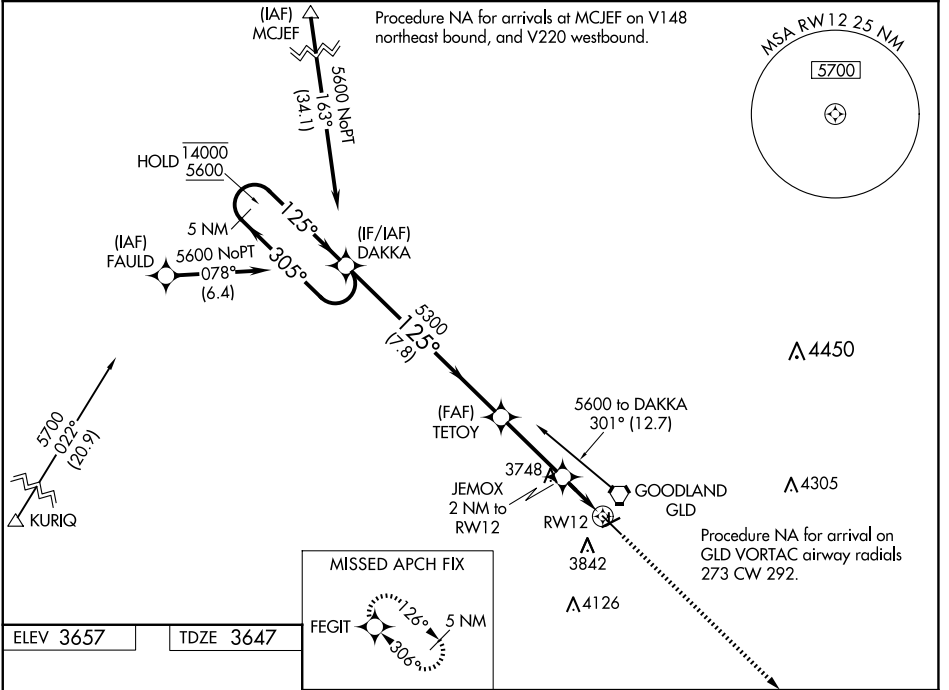 (IAF)
MCJEF
Procedure NA for arrivals at MCJEF on V148
northeast bound, and V220 westbound.
MSA RW12 25 NM
5700
5600 NoPT
163°
(34.1)
HOLD
14000
5600
5 NM
125°
305°
(IF/IAF)
DAKKA
(IAF)
FAULD
5600 NoPT
078°
(6.4)
5300
125°
(7.8)
4450
5700
022°
(20.9)
KURIQ
(FAF)
TETOY
5600 to DAKKA
301° (12.7)
3748
JEMOX
2 NM to
RW12
GOODLAND
GLD
4305
RW12
3842
4126
Procedure NA for arrival on
GLD VORTAC airway radials
273 CW 292.
MISSED APCH FIX
FEGIT
126°
306°
5 NM
ELEV 3657
TDZE 3647